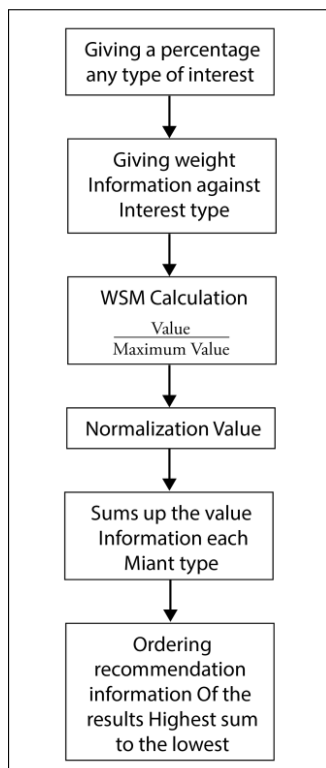 Giving a percentage
any type of interest
Giving weight
Information against
Interest type
WSM Calculation
Value
Maximum Value
Normalization Value
Sums up the value
Information each
Miant type
Ordering
recommendation
information Of the
results Highest sum
to the lowest